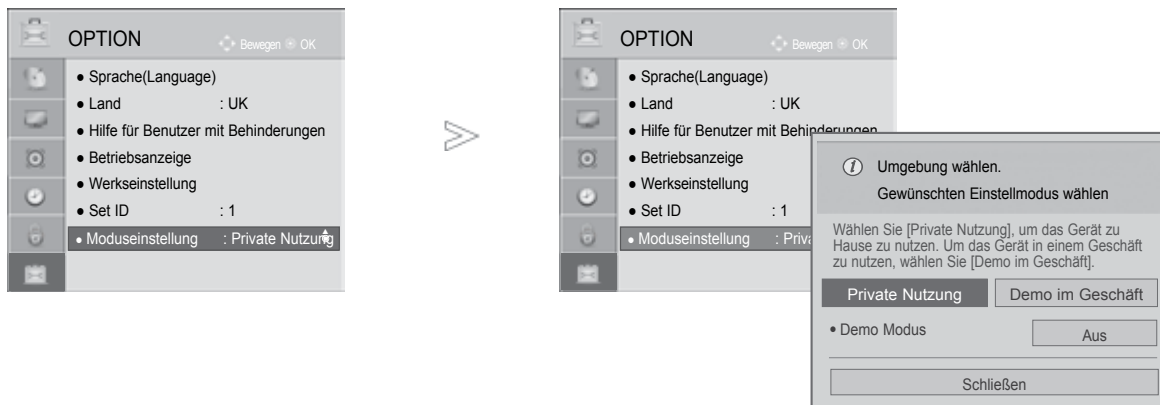 OPTION
Bewegen OK
● Sprache(Language)
● Land : UK
● Hilfe für Benutzer mit Behinderungen
● Betriebsanzeige
● Werkseinstellung
● Set ID : 1
● Moduseinstellung : Private Nutzung
OPTION
Bewegen OK
● Sprache(Language)
● Land : UK
● Hilfe für Benutzer mit Behinderungen
● Betriebsanzeige
● Werkseinstellung
● Set ID : 1
● Moduseinstellung : Priva
i Umgebung wählen.
Gewünschten Einstellmodus wählen
Wählen Sie [Private Nutzung], um das Gerät zu
Hause zu nutzen. Um das Gerät in einem Geschäft
zu nutzen, wählen Sie [Demo im Geschäft].
Private Nutzung Demo im Geschäft
• Demo Modus Aus
Schließen